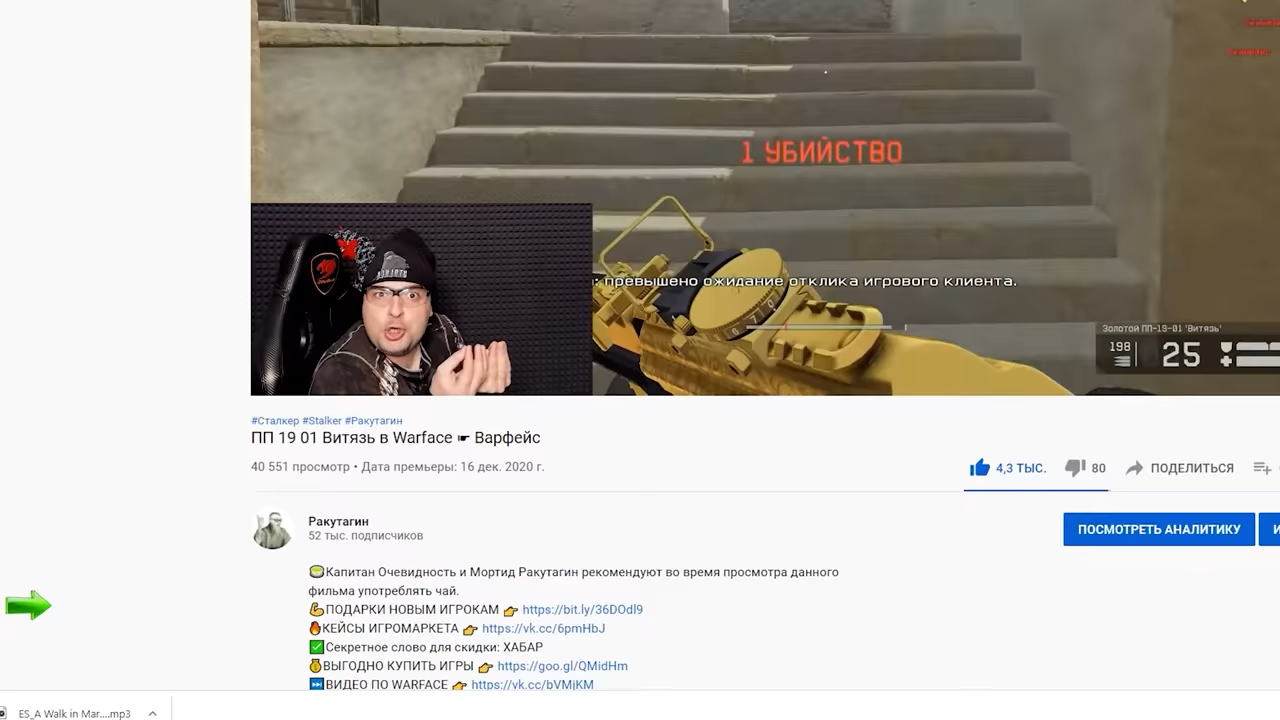 1 УБИЙСТВО
: превышено ожидание отклика игрового клиента.
Золотой ПП-19-01 'Витязь'
198
25
#Сталкер #Stalker #Ракутагин
ПП 19 01 Витязь в Warface ☛ Варфейс
40 551 просмотр • Дата премьеры: 16 дек. 2020 г.
4,3 ТЫС. 80 ПОДЕЛИТЬСЯ
Ракутагин
52 тыс. подписчиков
ПОСМОТРЕТЬ АНАЛИТИКУ
🍵Капитан Очевидность и Мортид Ракутагин рекомендуют во время просмотра данного
фильма употреблять чай.
💪ПОДАРКИ НОВЫМ ИГРОКАМ 👉 https://bit.ly/36DOdl9
🔥КЕЙСЫ ИГРОМАРКЕТА 👉 https://vk.cc/6pmHbJ
✅Секретное слово для скидки: ХАБАР
💰ВЫГОДНО КУПИТЬ ИГРЫ 👉 https://goo.gl/QMidHm
⏭ВИДЕО ПО WARFACE 👉 https://vk.cc/bVMjKM
ES_A Walk in Mar....mp3